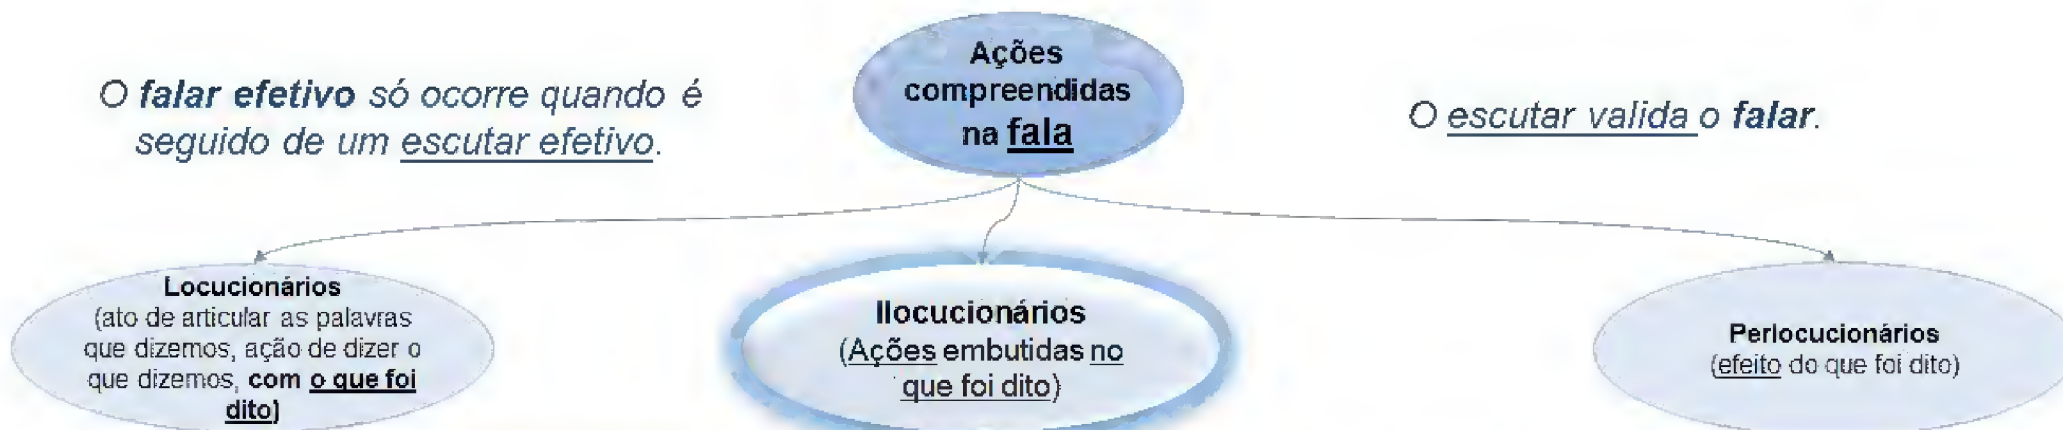 O falar efetivo só ocorre quando é
seguido de um escutar efetivo.
Ações
compreendidas
na fala
O escutar valida o falar.
Locucionários
(ato de articular as palavras
que dizemos, ação de dizer o
que dizemos, com o que foi
dito)
Ilocucionários
(Ações embutidas no
que foi dito)
Perlocucionários
(efeito do que foi dito)